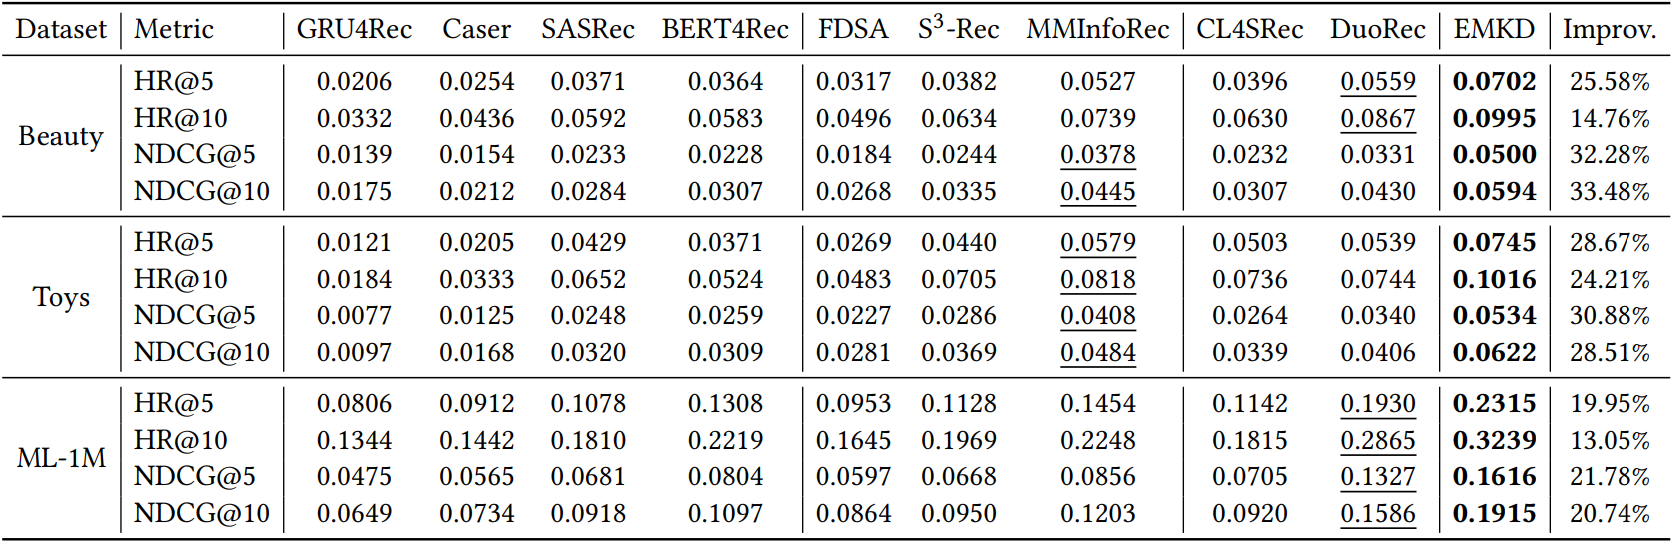 Dataset Metric GRU4Rec Caser SASRec BERT4Rec FDSA S³-Rec MMInfoRec CL4SRec DuoRec EMKD Improv.
Beauty
HR@5 0.0206 0.0254 0.0371 0.0364 0.0317 0.0382 0.0527 0.0396 0.0559 0.0702 25.58%
HR@10 0.0332 0.0436 0.0592 0.0583 0.0496 0.0634 0.0739 0.0630 0.0867 0.0995 14.76%
NDCG@5 0.0139 0.0154 0.0233 0.0228 0.0184 0.0244 0.0378 0.0232 0.0331 0.0500 32.28%
NDCG@10 0.0175 0.0212 0.0284 0.0307 0.0268 0.0335 0.0445 0.0307 0.0430 0.0594 33.48%
Toys
HR@5 0.0121 0.0205 0.0429 0.0371 0.0269 0.0440 0.0579 0.0503 0.0539 0.0745 28.67%
HR@10 0.0184 0.0333 0.0652 0.0524 0.0483 0.0705 0.0818 0.0736 0.0744 0.1016 24.21%
NDCG@5 0.0077 0.0125 0.0248 0.0259 0.0227 0.0286 0.0408 0.0264 0.0340 0.0534 30.88%
NDCG@10 0.0097 0.0168 0.0320 0.0309 0.0281 0.0369 0.0484 0.0339 0.0406 0.0622 28.51%
ML-1M
HR@5 0.0806 0.0912 0.1078 0.1308 0.0953 0.1128 0.1454 0.1142 0.1930 0.2315 19.95%
HR@10 0.1344 0.1442 0.1810 0.2219 0.1645 0.1969 0.2248 0.1815 0.2865 0.3239 13.05%
NDCG@5 0.0475 0.0565 0.0681 0.0804 0.0597 0.0668 0.0856 0.0705 0.1327 0.1616 21.78%
NDCG@10 0.0649 0.0734 0.0918 0.1097 0.0864 0.0950 0.1203 0.0920 0.1586 0.1915 20.74%